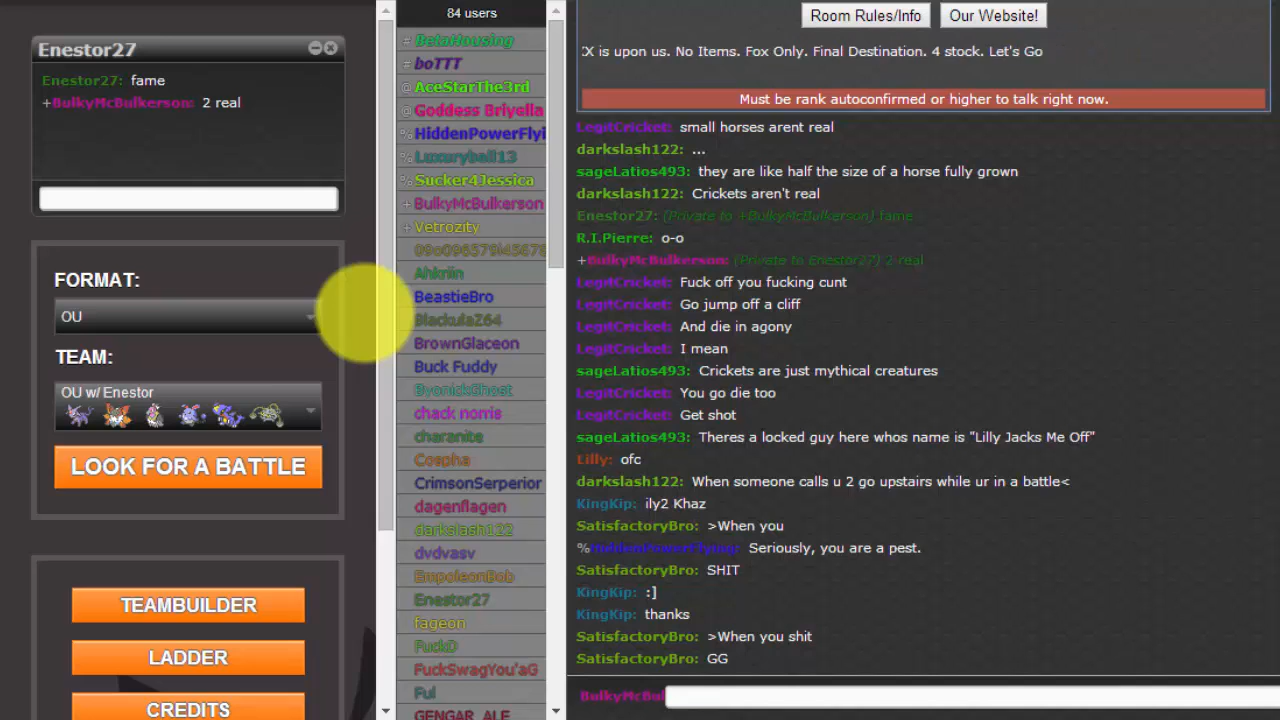 Enestor27
Enestor27: fame
+BulkyMcBulkerson: 2 real
FORMAT:
OU
TEAM:
OU w/ Enestor
LOOK FOR A BATTLE
TEAMBUILDER
LADDER
CREDITS
84 users
# BetaHousing
# boTTT
@ AceStarThe3rd
@ Goddess Briyella
% HiddenPowerFlyi
% Luxuryball13
% Sucker4Jessica
+ BulkyMcBulkerson
+ Vetrozity
09o096579\45678
Ahkriin
BeastieBro
BlackulaZ64
BrownGlaceon
Buck Fuddy
ByonickGhost
chack norris
charanite
Cospha
CrimsonSerperior
dagenflagen
darkslash122
dvdvasv
EmpoleonBob
Enestor27
fageon
FuckD
FuckSwagYou'aG
Ful
GENGAR_ALE
Room Rules/Info
Our Website!
X is upon us. No Items. Fox Only. Final Destination. 4 stock. Let's Go
Must be rank autoconfirmed or higher to talk right now.
LegitCricket: small horses arent real
darkslash122: ...
sageLatios493: they are like half the size of a horse fully grown
darkslash122: Crickets aren't real
Enestor27: (Private to +BulkyMcBulkerson) fame
R.I.Pierre: o-o
+BulkyMcBulkerson: (Private to Enestor27) 2 real
LegitCricket: Fuck off you fucking cunt
LegitCricket: Go jump off a cliff
LegitCricket: And die in agony
LegitCricket: I mean
sageLatios493: Crickets are just mythical creatures
LegitCricket: You go die too
LegitCricket: Get shot
sageLatios493: Theres a locked guy here whos name is "Lilly Jacks Me Off"
Lilly: ofc
darkslash122: When someone calls u 2 go upstairs while ur in a battle<
KingKip: ily2 Khaz
SatisfactoryBro: >When you
%HiddenPowerFlying: Seriously, you are a pest.
SatisfactoryBro: SHIT
KingKip: :]
KingKip: thanks
SatisfactoryBro: >When you shit
SatisfactoryBro: GG
BulkyMcBul